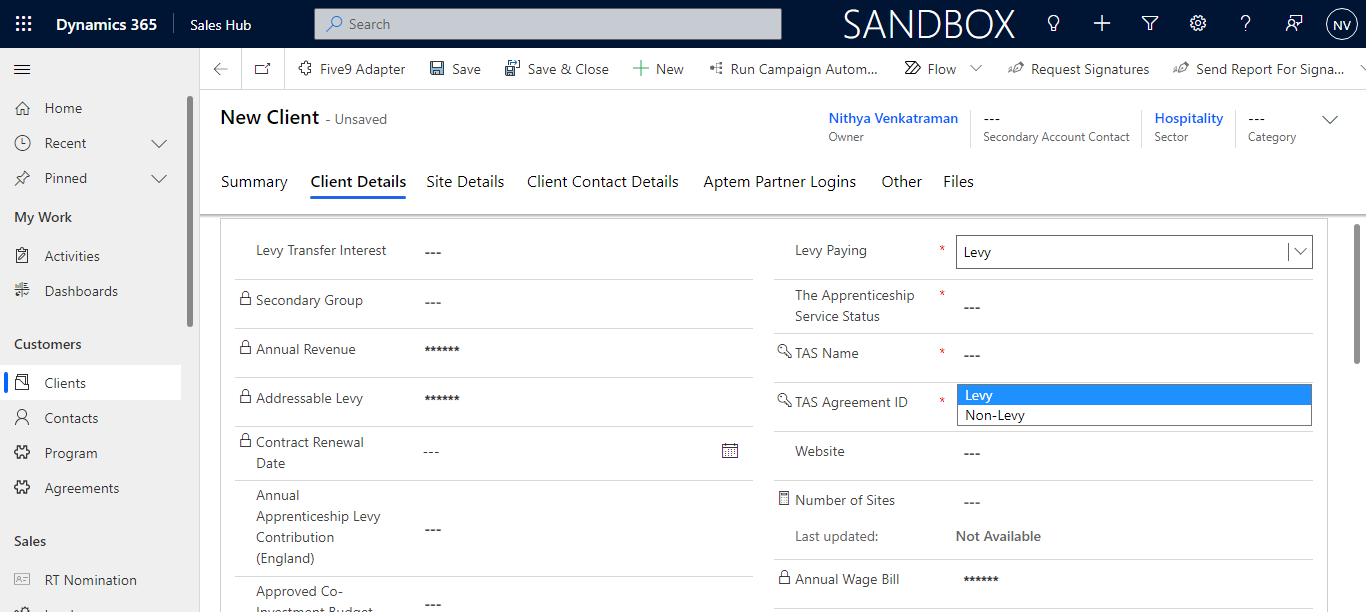 Dynamics 365
Sales Hub
Search
SANDBOX
NV
Five9 Adapter
Save
Save & Close
New
Run Campaign Autom...
Flow
Request Signatures
Send Report For Signa...
Home
Recent
Pinned
My Work
Activities
Dashboards
Customers
Clients
Contacts
Program
Agreements
Sales
RT Nomination
New Client - Unsaved
Nithya Venkatraman
Owner
---
Secondary Account Contact
Hospitality
Sector
---
Category
Summary
Client Details
Site Details
Client Contact Details
Aptem Partner Logins
Other
Files
Levy Transfer Interest
---
Secondary Group
---
Annual Revenue
******
Addressable Levy
******
Contract Renewal
Date
---
Annual
Apprenticeship Levy
Contribution
(England)
---
Approved Co-
Investment Budget
---
Levy Paying
*
Levy
The Apprenticeship
Service Status
*
---
TAS Name
*
---
TAS Agreement ID
*
Levy
Non-Levy
Website
---
Number of Sites
---
Last updated:
Not Available
Annual Wage Bill
******